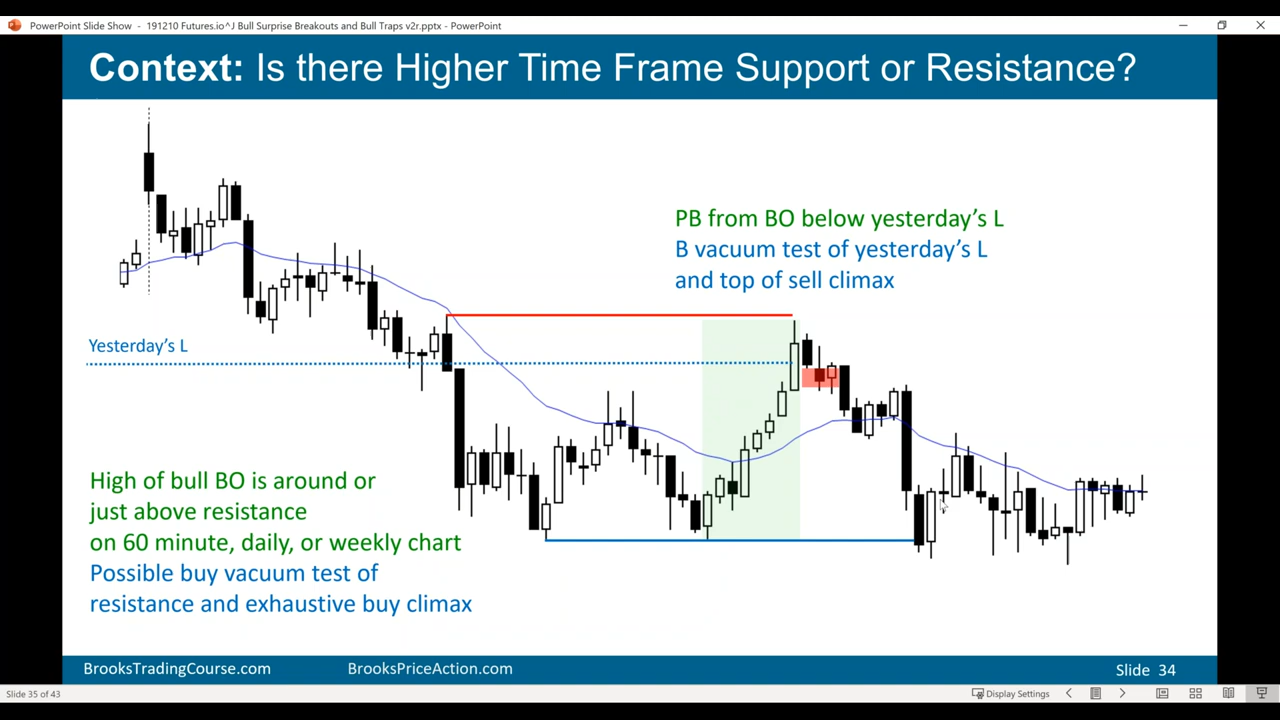 PowerPoint Slide Show - 191210 Futures.io^J Bull Surprise Breakouts and Bull Traps v2r.pptx - PowerPoint
Context: Is there Higher Time Frame Support or Resistance?
PB from BO below yesterday's L
B vacuum test of yesterday's L
and top of sell climax
Yesterday's L
High of bull BO is around or
just above resistance
on 60 minute, daily, or weekly chart
Possible buy vacuum test of
resistance and exhaustive buy climax
BrooksTradingCourse.com
BrooksPriceAction.com
Slide 34
Slide 35 of 43
Display Settings